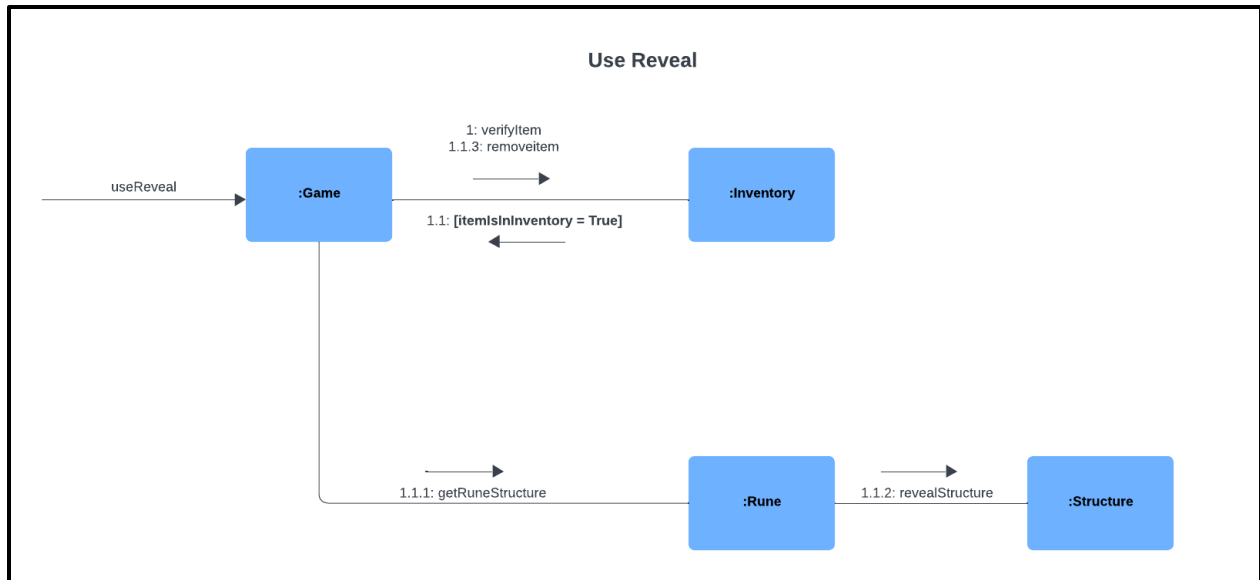 Use Reveal
1: verifyItem
1.1.3: removeitem
useReveal
:Game
:Inventory
1.1: [itemIsInInventory = True]
1.1.1: getRuneStructure
:Rune
1.1.2: revealStructure
:Structure